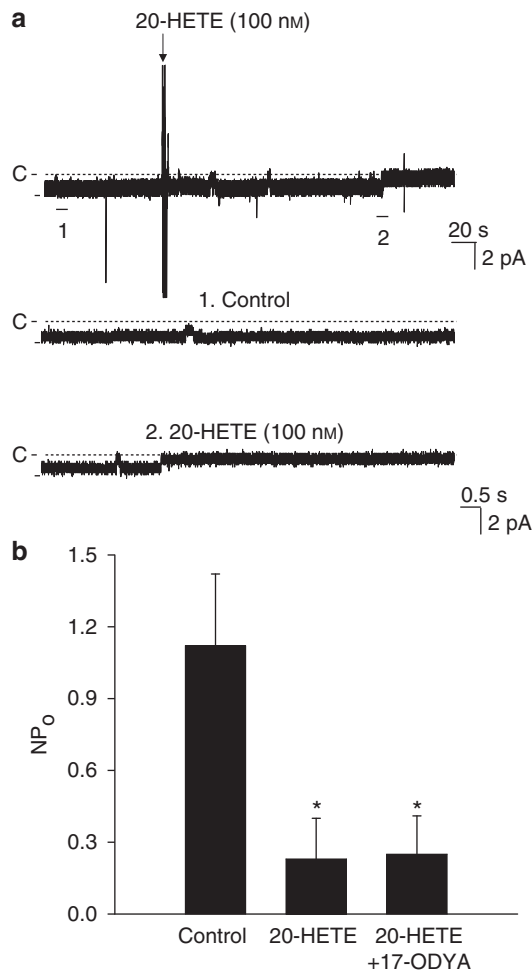 a
20-HETE (100 nM)
C
1
2
20 s
2 pA
1. Control
C
2. 20-HETE (100 nM)
C
0.5 s
2 pA
b
1.5
1.2
0.9
0.6
0.3
0.0
NPo
*
*
Control
20-HETE
20-HETE
+17-ODYA